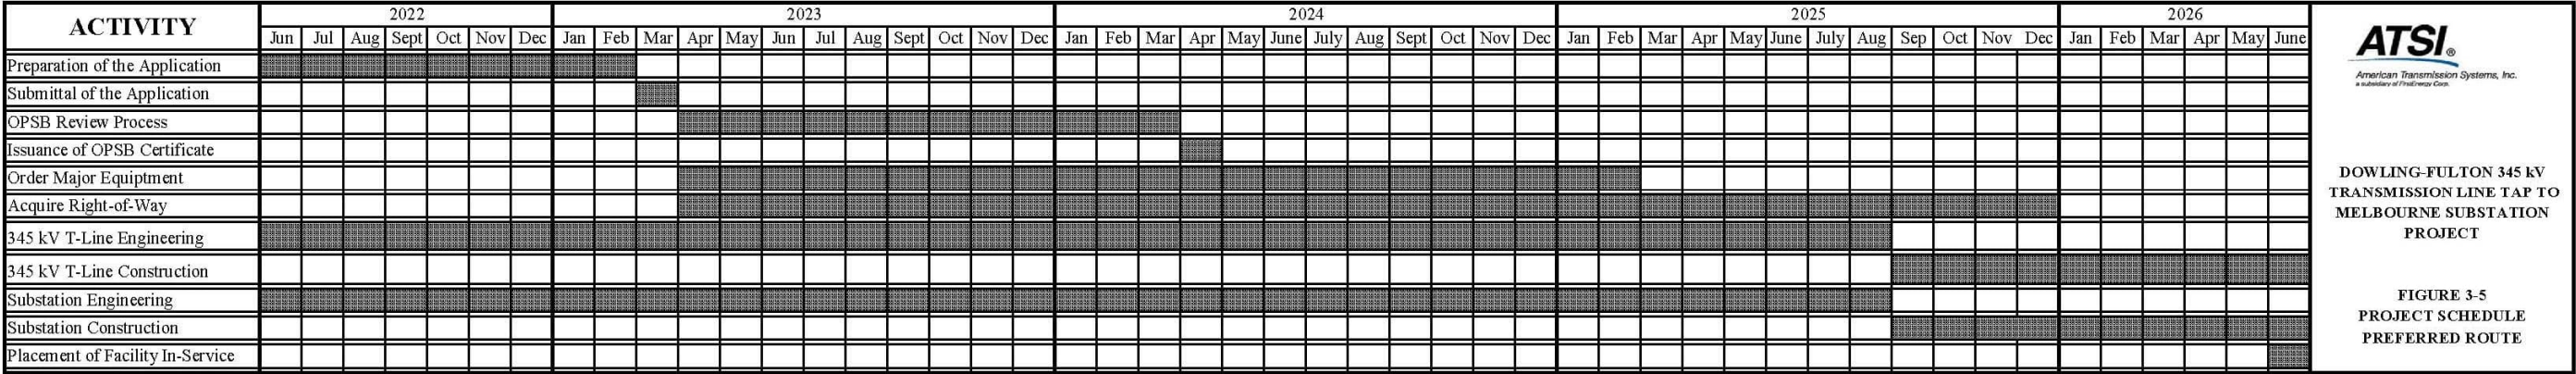 ACTIVITY
2022 2023 2024 2025 2026
Jun Jul Aug Sept Oct Nov Dec Jan Feb Mar Apr May Jun Jul Aug Sept Oct Nov Dec Jan Feb Mar Apr May June July Aug Sept Oct Nov Dec Jan Feb Mar Apr May June July Aug Sep Oct Nov Dec Jan Feb Mar Apr May June
Preparation of the Application
Submittal of the Application
OPSB Review Process
Issuance of OPSB Certificate
Order Major Equiptment
Acquire Right-of-Way
345 kV T-Line Engineering
345 kV T-Line Construction
Substation Engineering
Substation Construction
Placement of Facility In-Service
ATSI®
American Transmission Systems, Inc.
a subsidiary of FirstEnergy Corp.
DOWLING-FULTON 345 kV
TRANSMISSION LINE TAP TO
MELBOURNE SUBSTATION
PROJECT
FIGURE 3-5
PROJECT SCHEDULE
PREFERRED ROUTE